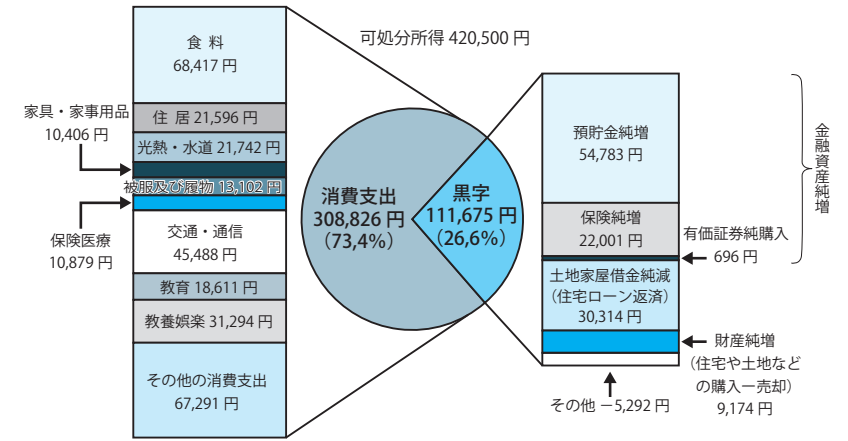 可処分所得 420,500 円
食 料
68,417 円
住 居 21,596 円
光熱・水道 21,742 円
家具・家事用品
10,406 円
被服及び履物 13,102 円
保険医療
10,879 円
交通・通信
45,488 円
教育 18,611 円
教養娯楽 31,294 円
その他の消費支出
67,291 円
消費支出
308,826 円
（73,4%）
黒字
111,675 円
（26,6%）
預貯金純増
54,783 円
保険純増
22,001 円
有価証券純購入
696 円
金融資産純増
土地家屋借金純減
（住宅ローン返済）
30,314 円
財産純増
（住宅や土地など
の購入ー売却）
9,174 円
その他 －5,292 円